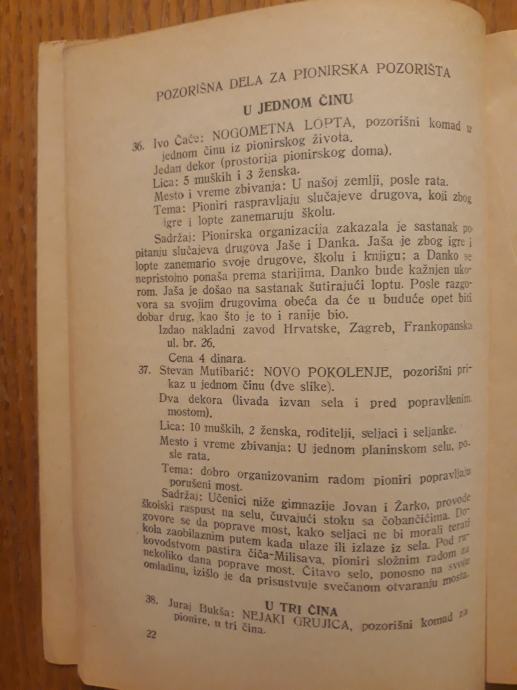 POZORIŠNA DELA ZA PIONIRSKA POZORIŠTA
U JEDNOM ČINU
36. Ivo Ćaće: NOGOMETNA LOPTA, pozorišni komad u
jednom činu iz pionirskog života.
Jedan dekor (prostorija pionirskog doma).
Lica: 5 muških i 3 ženska.
Mesto i vreme zbivanja: U našoj zemlji, posle rata.
Tema: Pioniri raspravljaju slučajeve drugova, koji zbog
igre i lopte zanemaruju školu.
Sadržaj: Pionirska organizacija zakazala je sastanak po
pitanju slučajeva drugova Jaše i Danka. Jaša je zbog igre i
lopte zanemario svoje drugove, školu i knjigu; a Danko se
nepristojno ponaša prema starijima. Danko bude kažnjen uko-
rom. Jaša je došao na sastanak šutirajući loptu. Posle razgo-
vora sa svojim drugovima obeća da će u buduće opet biti
dobar drug, kao što je to i ranije bio.
Izdao nakladni zavod Hrvatske, Zagreb, Frankopanska
ul. br. 26.
Cena 4 dinara.
37. Stevan Mutibarić: NOVO POKOLENJE, pozorišni pri-
kaz u jednom činu (dve slike).
Dva dekora (livada izvan sela i pred popravljenim
mostom).
Lica: 10 muških, 2 ženska, roditelji, seljaci i seljanke.
Mesto i vreme zbivanja: U jednom planinskom selu, po-
sle rata.
Tema: dobro organizovanim radom pioniri popravljaju
porušeni most.
Sadržaj: Učenici niže gimnazije Jovan i Žarko, provode
školski raspust na selu, čuvajući stoku sa čobančićima. Do-
govore se da poprave most, kako seljaci ne bi morali terati
kola zaobilaznim putem kada ulaze ili izlaze iz sela. Pod ru-
kovodstvom pastira čiča-Milisava, pioniri složnim radom za
nekoliko dana poprave most. Čitavo selo, ponosno na svoju
omladinu, izišlo je da prisustvuje svečanom otvaranju mosta.
U TRI ČINA
38. Juraj Bukša: NEJAKI GRUJICA, pozorišni komad za
pionire, u tri čina.
22